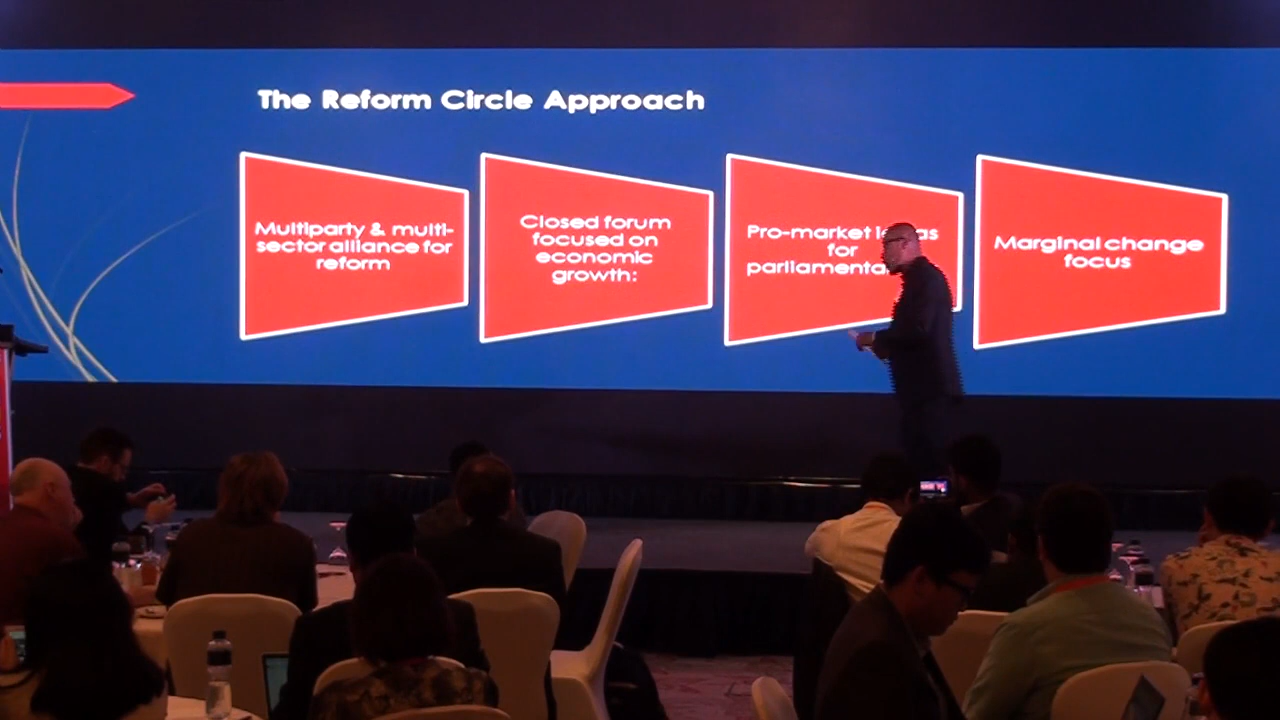 The Reform Circle Approach
Multiparty & multi-
sector alliance for
reform
Closed forum
focused on
economic
growth:
Pro-market
for
Marginal change
focus